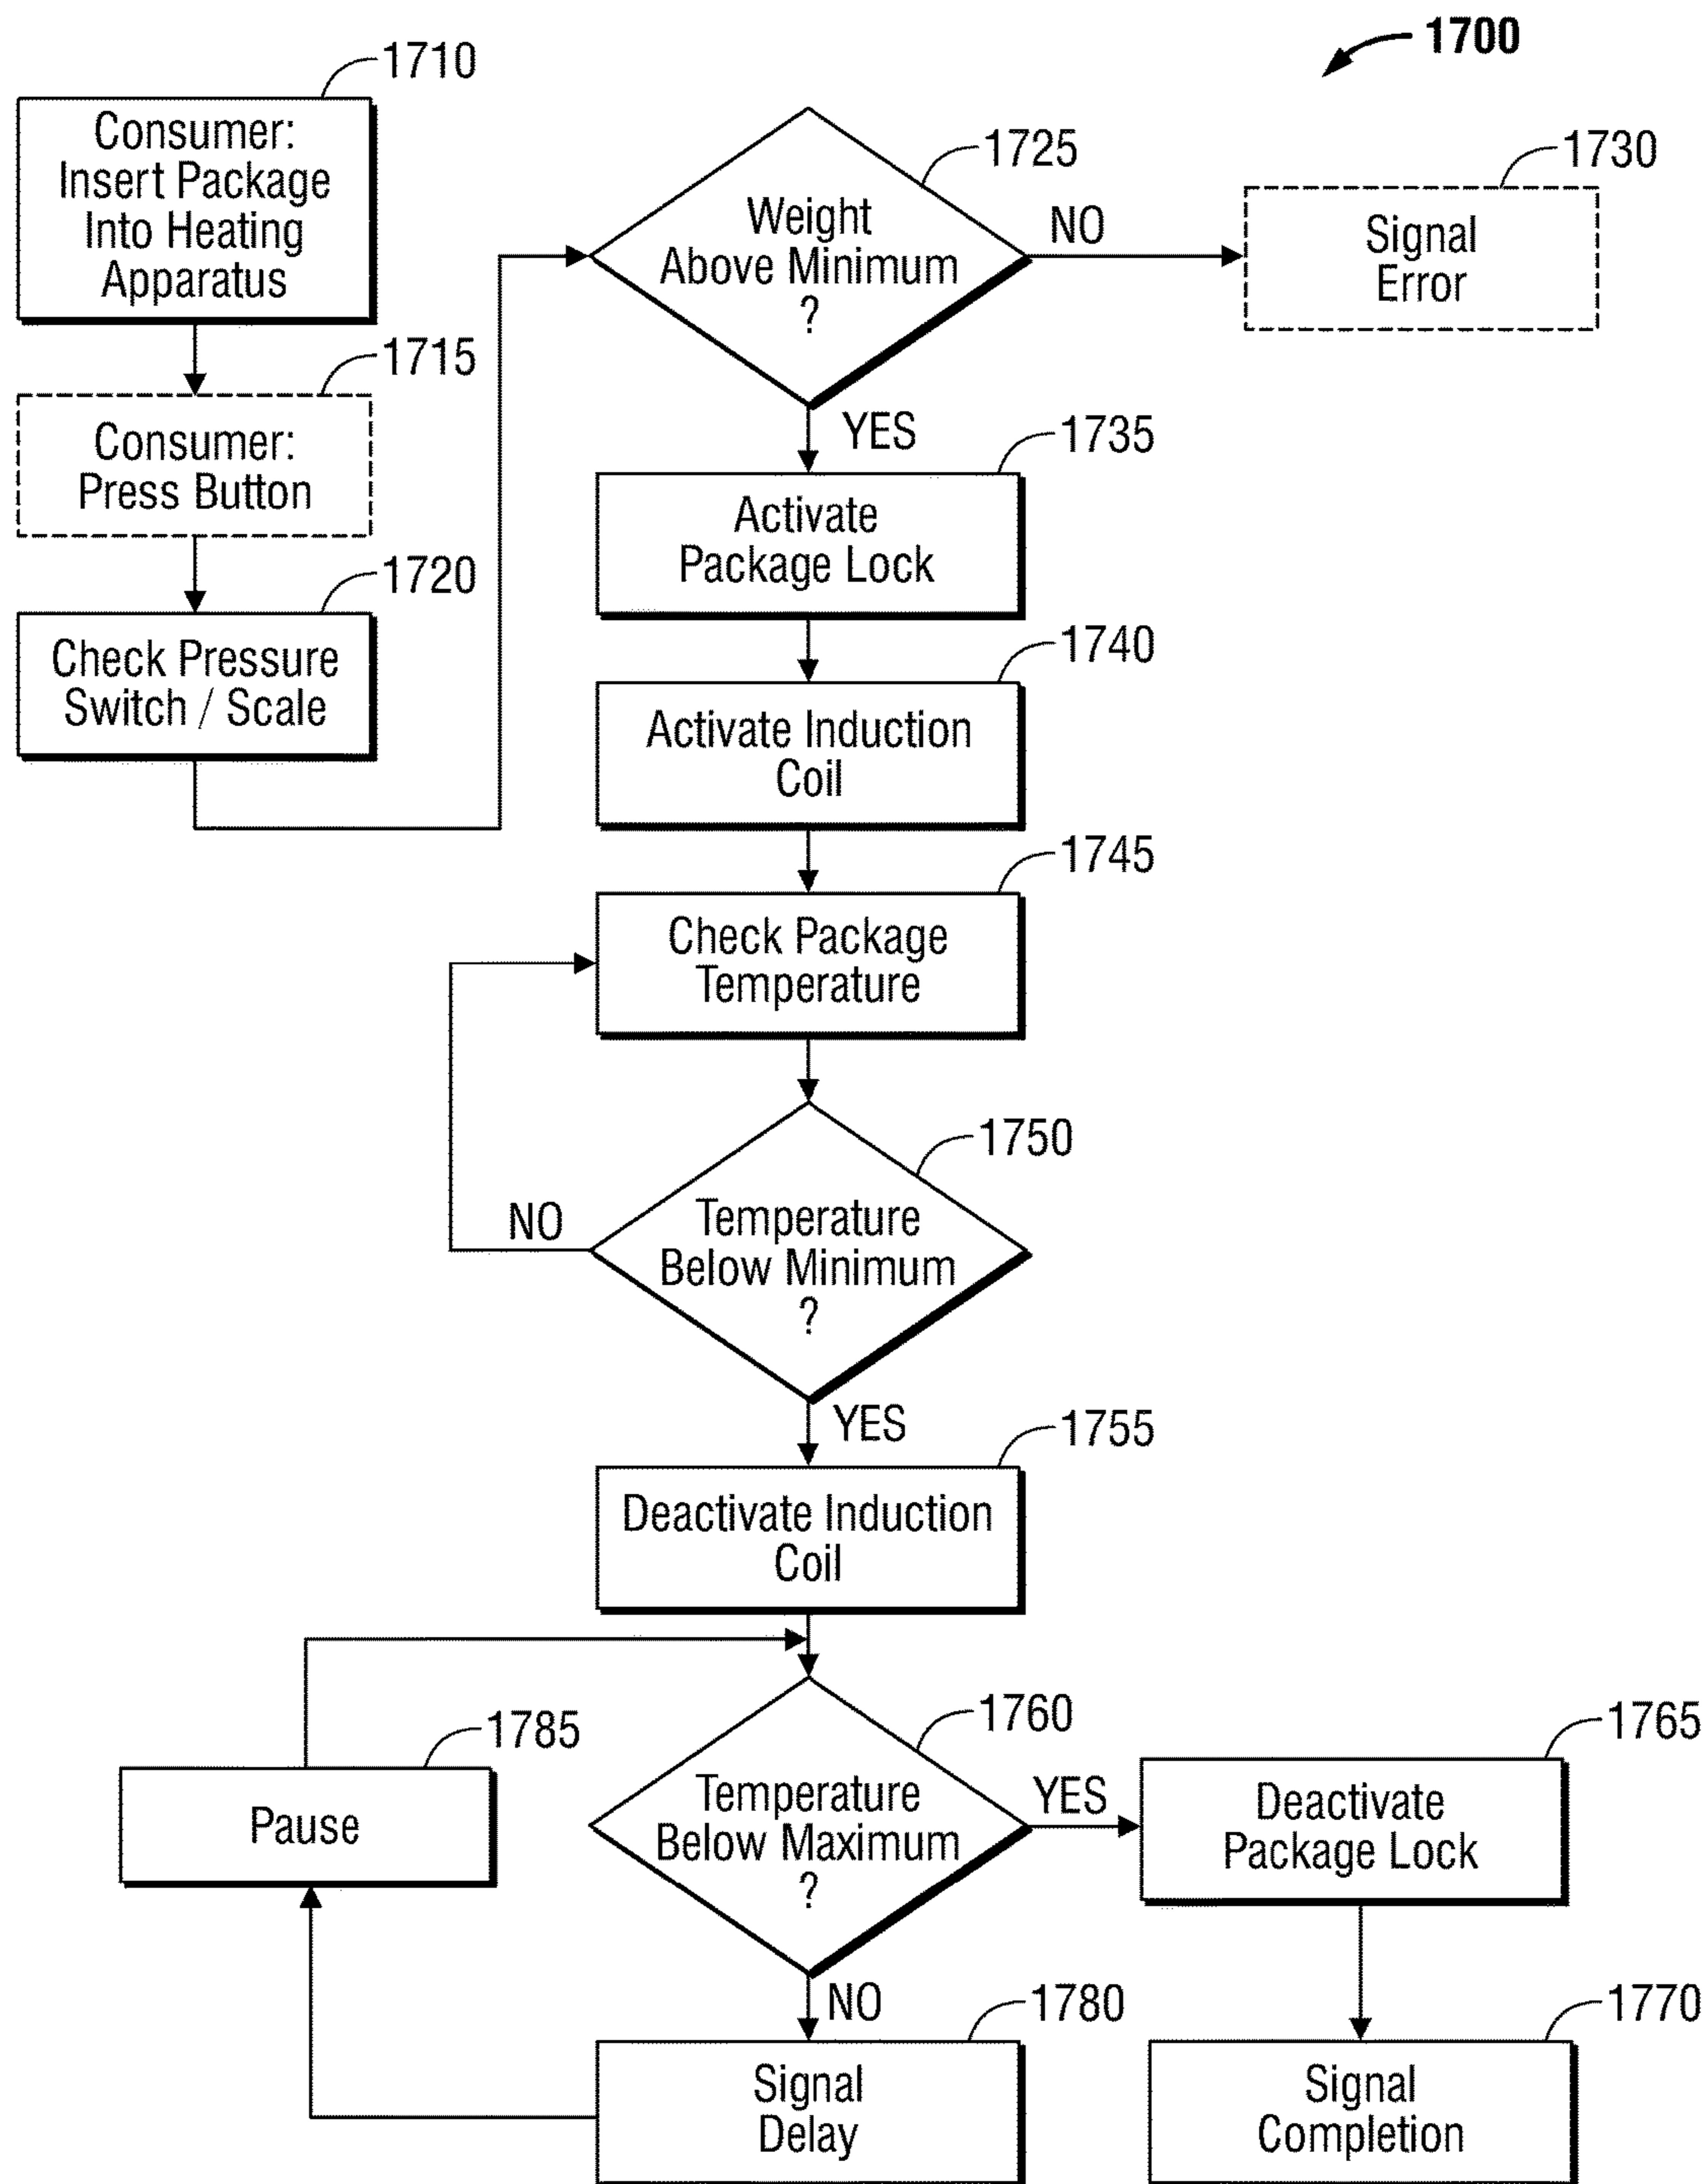 1700
1710
Consumer:
Insert Package
Into Heating
Apparatus
1715
Consumer:
Press Button
1720
Check Pressure
Switch / Scale
1725
Weight
Above Minimum
?
NO
1730
Signal
Error
YES
1735
Activate
Package Lock
1740
Activate Induction
Coil
1745
Check Package
Temperature
1750
Temperature
Below Minimum
?
NO
YES
1755
Deactivate Induction
Coil
1760
Temperature
Below Maximum
?
YES
1765
Deactivate
Package Lock
1770
Signal
Completion
NO
1780
Signal
Delay
1785
Pause